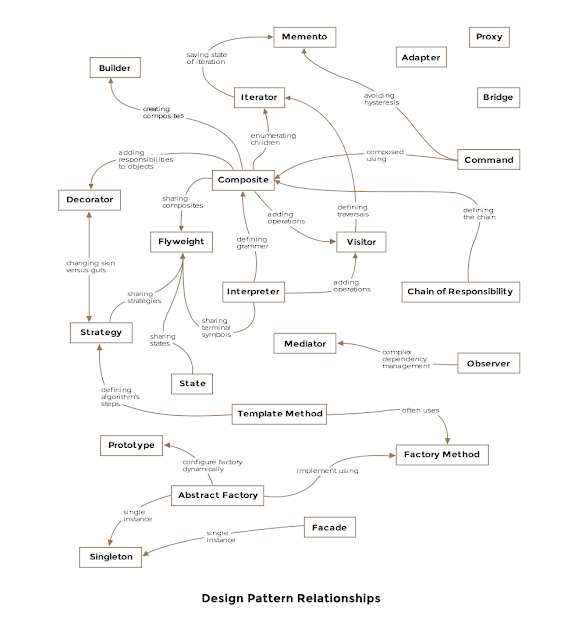 Memento
Proxy
Adapter
saving state
of iteration
Builder
Iterator
avoiding
hysteresis
Bridge
creating
composites
enumerating
children
adding
responsibilities
to objects
composed
using
Command
Composite
Decorator
sharing
composites
adding
operations
defining
traversals
defining
the chain
Flyweight
defining
grammer
Visitor
changing skin
versus guts
sharing
strategies
Interpreter
adding
operations
Chain of Responsibility
Strategy
sharing
states
sharing
terminal
symbols
Mediator
complex
dependency
management
Observer
State
defining
algorithm's
steps
Template Method
often uses
Prototype
configure factory
dynamically
implement using
Factory Method
Abstract Factory
single
instance
single
instance
Facade
Singleton
Design Pattern Relationships